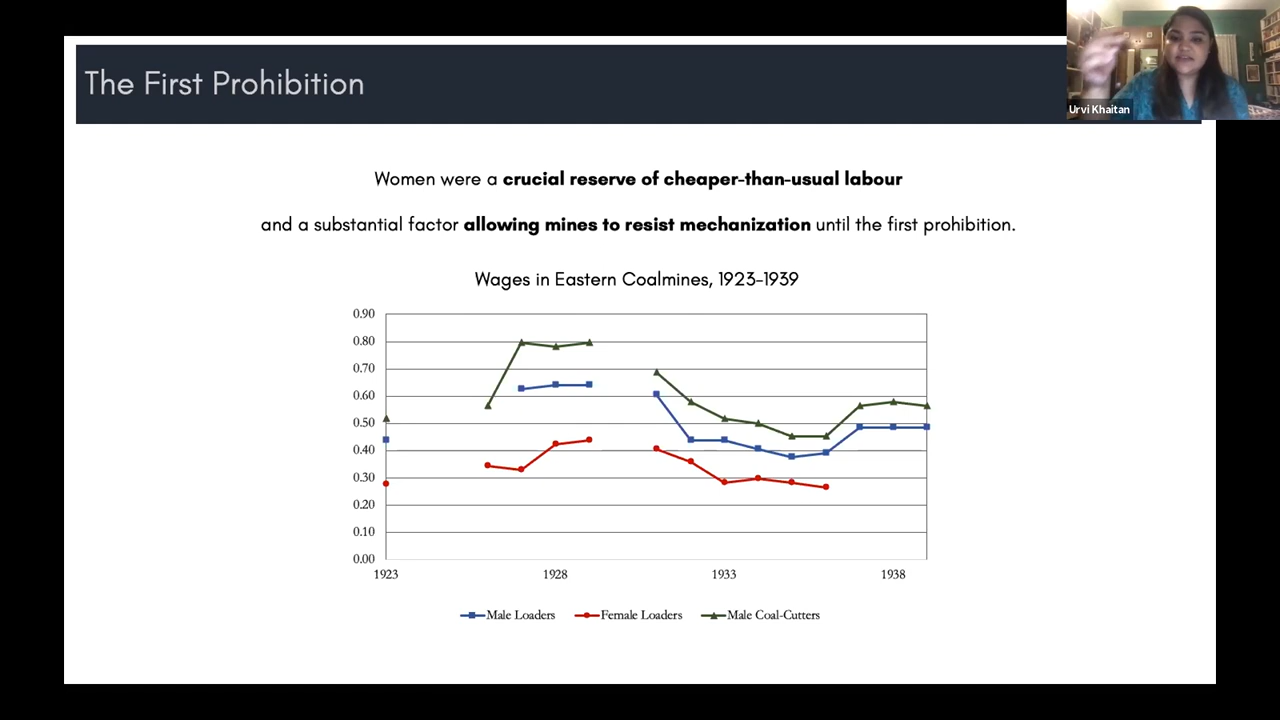 The First Prohibition
Urvi Khaitan
Women were a crucial reserve of cheaper-than-usual labour
and a substantial factor allowing mines to resist mechanization until the first prohibition.
Wages in Eastern Coalmines, 1923-1939
0.90
0.80
0.70
0.60
0.50
0.40
0.30
0.20
0.10
0.00
1923 1928 1933 1938
Male Loaders Female Loaders Male Coal-Cutters